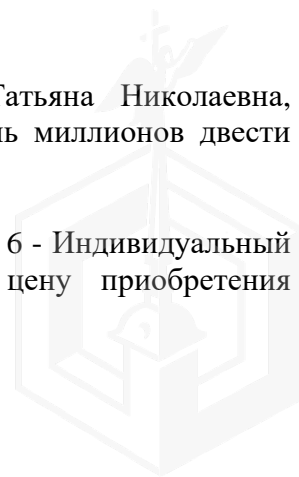 Татьяна Николаевна,
миллионов двести
6 - Индивидуальный
цену приобретения